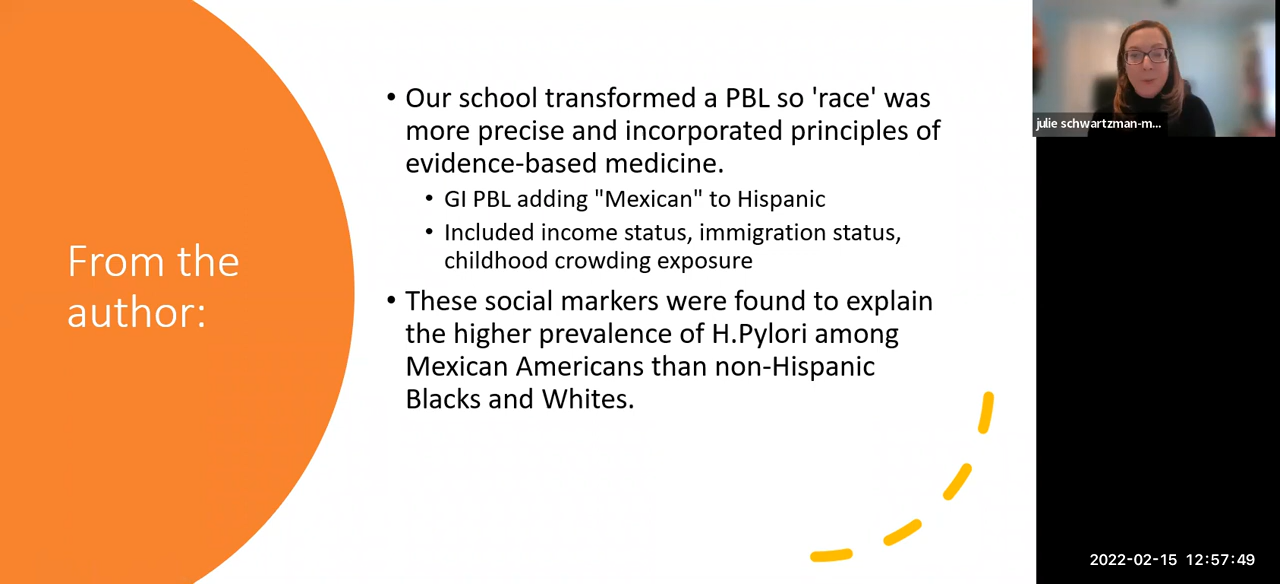 From the
author:
• Our school transformed a PBL so 'race' was
more precise and incorporated principles of
evidence-based medicine.
• GI PBL adding "Mexican" to Hispanic
• Included income status, immigration status,
childhood crowding exposure
• These social markers were found to explain
the higher prevalence of H.Pylori among
Mexican Americans than non-Hispanic
Blacks and Whites.
julie schwartzman-m...
2022-02-15 12:57:49